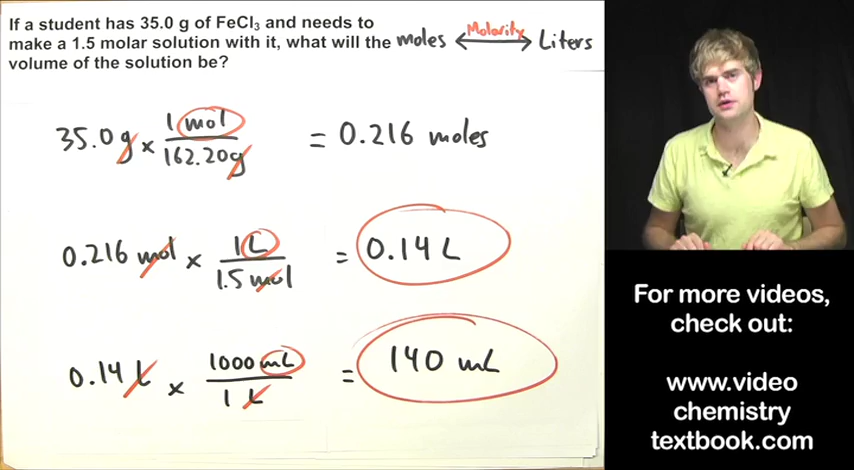 If a student has 35.0 g of FeCl₃ and needs to
make a 1.5 molar solution with it, what will the
volume of the solution be?
moles Molarity Liters
35.0 g × 1 mol / 162.20 g = 0.216 moles
0.216 mol × 1 L / 1.5 mol = 0.14 L
0.14 L × 1000 mL / 1 L = 140 mL
For more videos,
check out:
www.video
chemistry
textbook.com